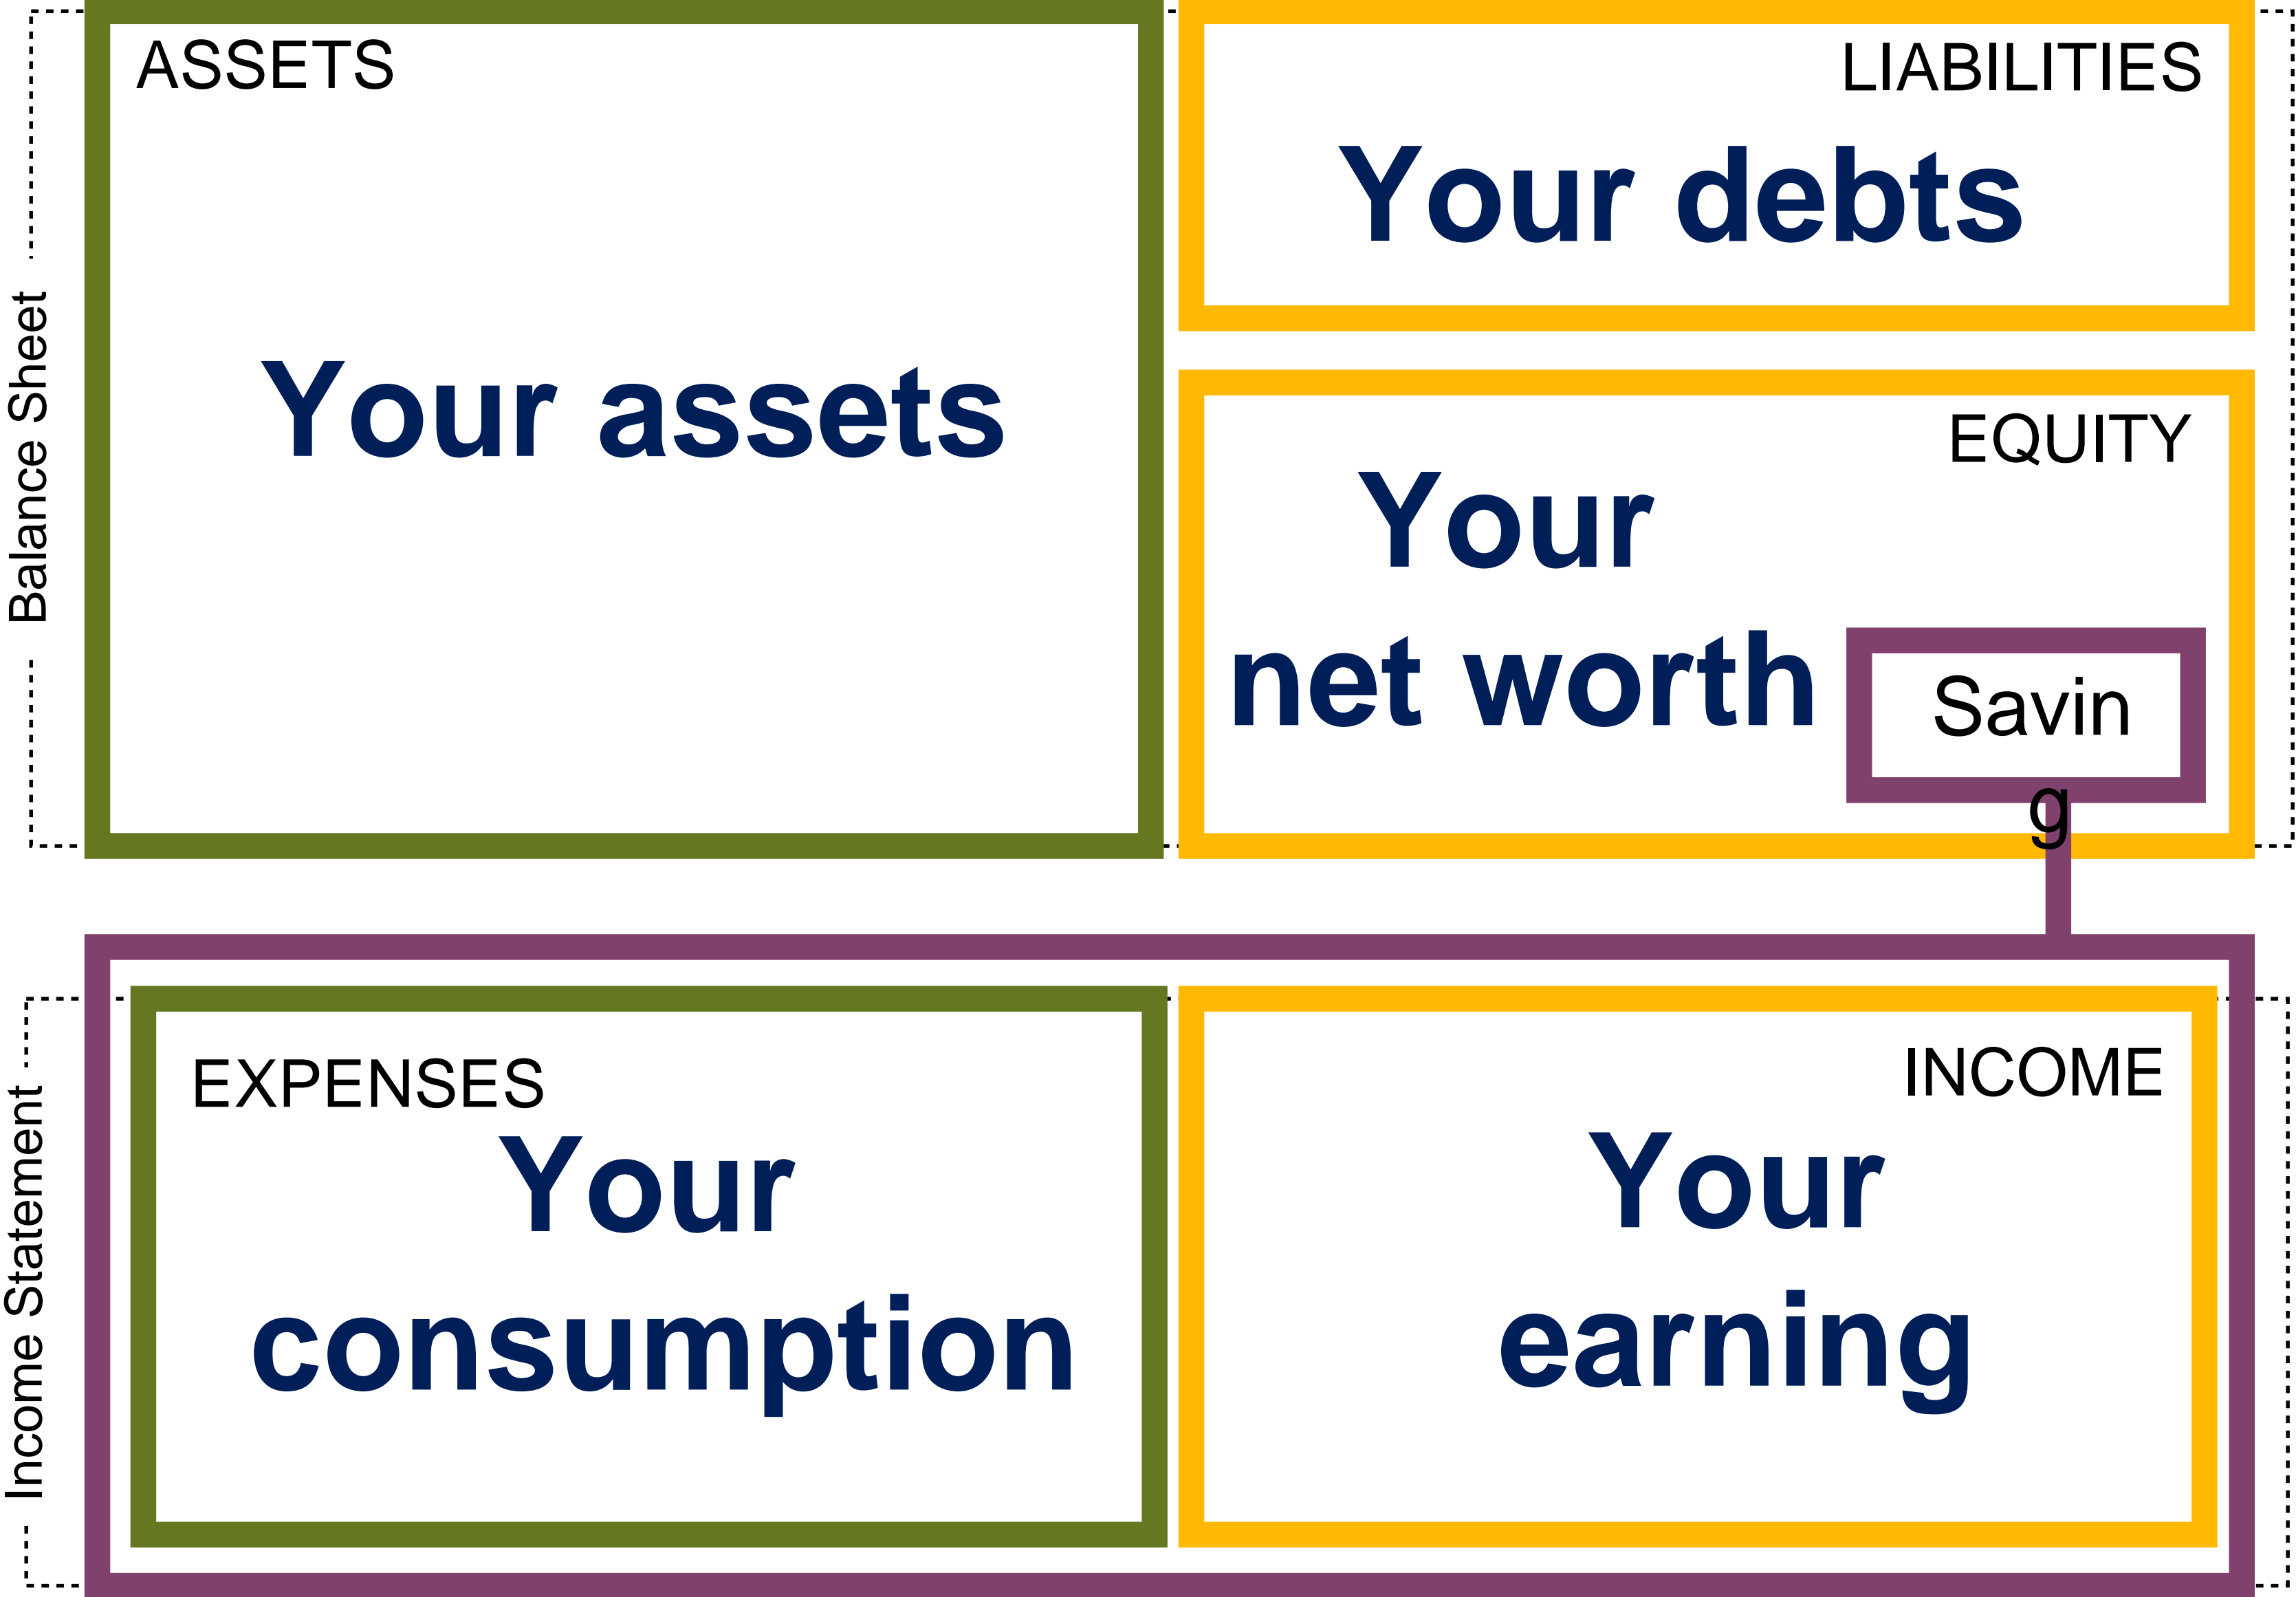 Balance Sheet
ASSETS
Your assets
LIABILITIES
Your debts
EQUITY
Your
net worth
Savin
g
Income Statement
EXPENSES
Your
consumption
INCOME
Your
earning